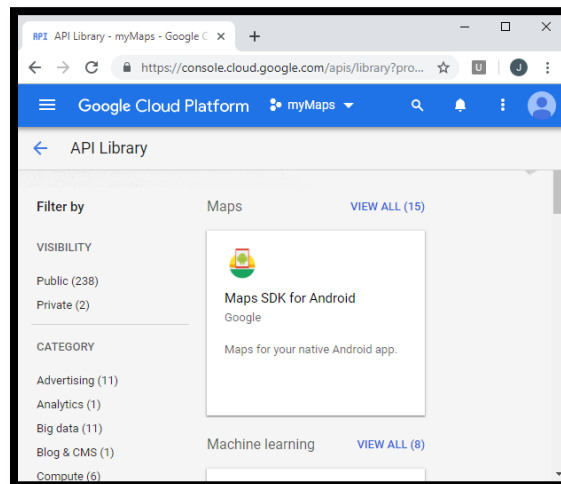 API API Library - myMaps - Google C
https://console.cloud.google.com/apis/library?pro...
U
J
Google Cloud Platform
myMaps
API Library
Filter by
VISIBILITY
Public (238)
Private (2)
CATEGORY
Advertising (11)
Analytics (1)
Big data (11)
Blog & CMS (1)
Compute (6)
Maps
VIEW ALL (15)
Maps SDK for Android
Google
Maps for your native Android app.
Machine learning
VIEW ALL (8)